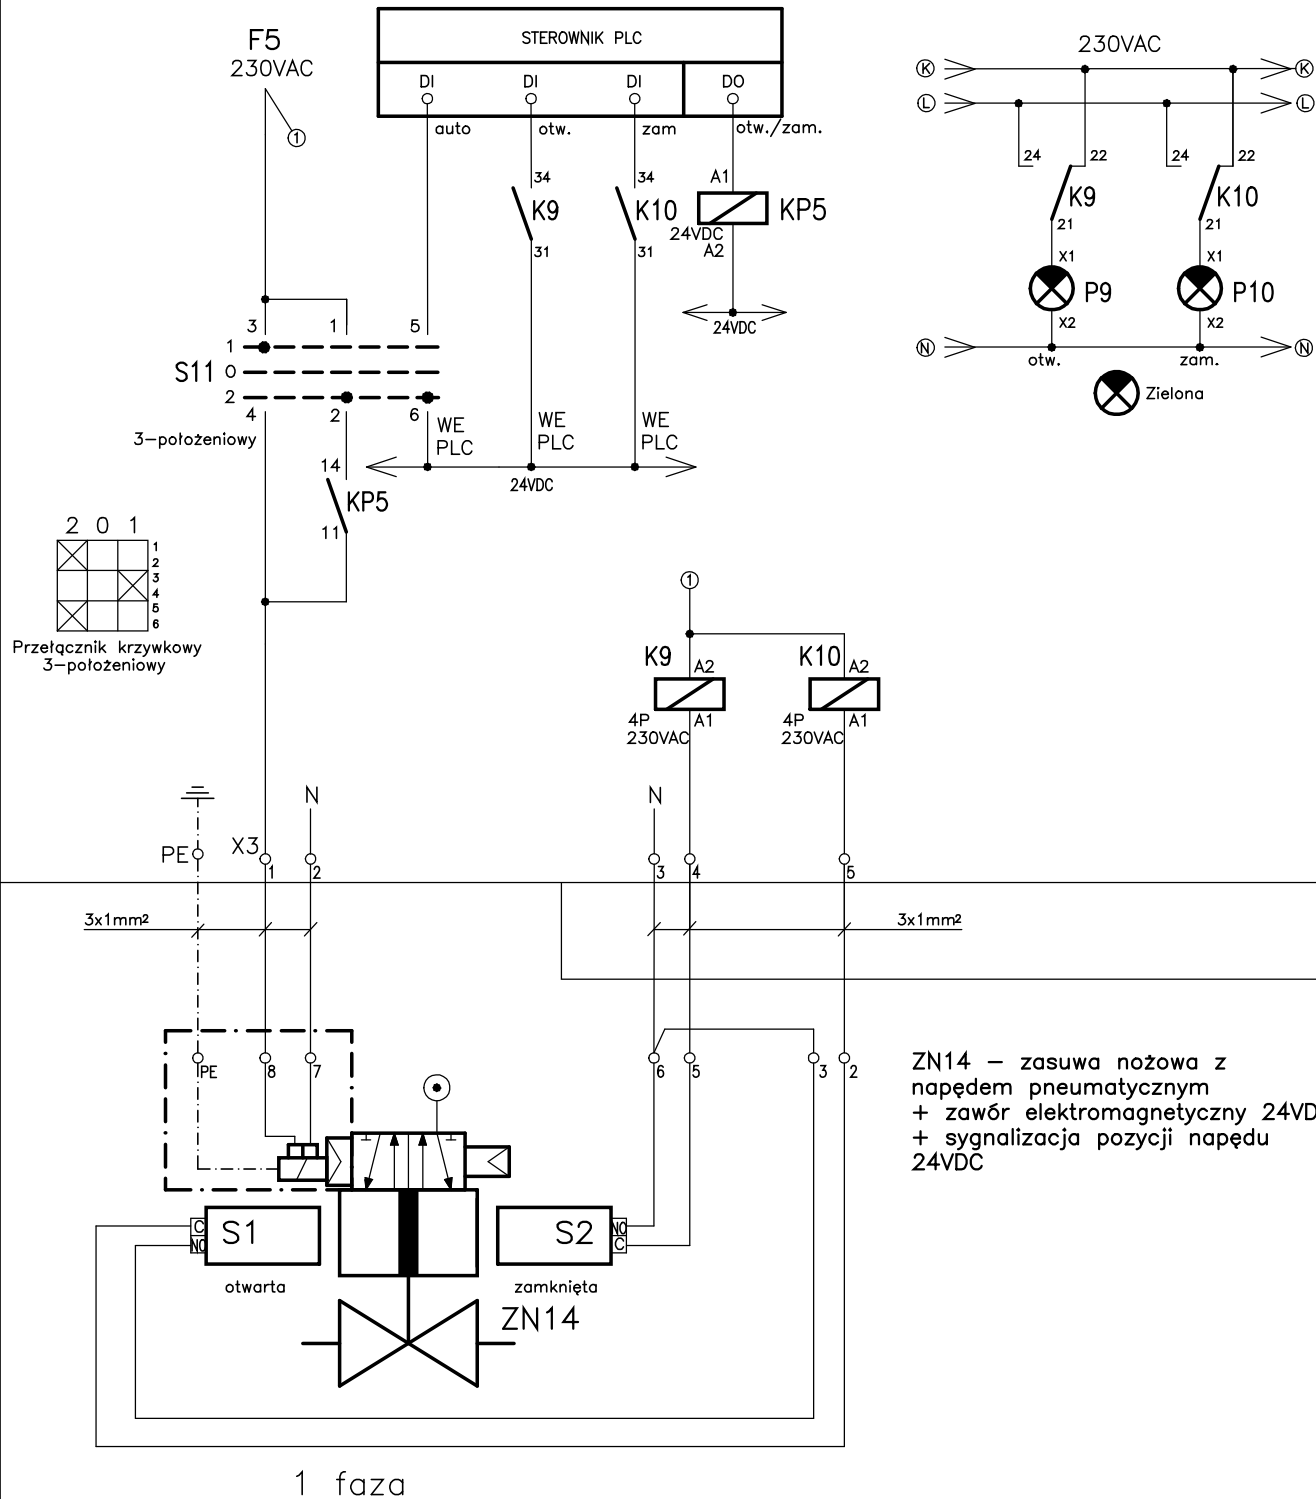 F5
230VAC
1
STEROWNIK PLC
DI
DI
DI
DO
auto
otw.
zam
otw./zam.
34
K9
31
34
K10
31
A1
KP5
24VDC
A2
24VDC
230VAC
K
K
L
L
24
22
K9
21
X1
P9
X2
24
22
K10
21
X1
P10
X2
N
N
otw.
zam.
Zielona
3
1
5
1
S11
0
2
4
2
6
3-położeniowy
WE
PLC
WE
PLC
WE
PLC
24VDC
14
KP5
11
2 0 1
1
2
3
4
5
6
Przełącznik krzywkowy
3-położeniowy
1
K9
A2
4P
A1
230VAC
K10
A2
4P
A1
230VAC
N
N
PE
X3
1
2
3
4
5
3x1mm²
3x1mm²
PE
8
7
6
5
3
2
ZN14 - zasuwa nożowa z
napędem pneumatycznym
+ zawór elektromagnetyczny 24VD
+ sygnalizacja pozycji napędu
24VDC
C
NO
S1
S2
NO
C
otwarta
zamknięta
ZN14
1 faza